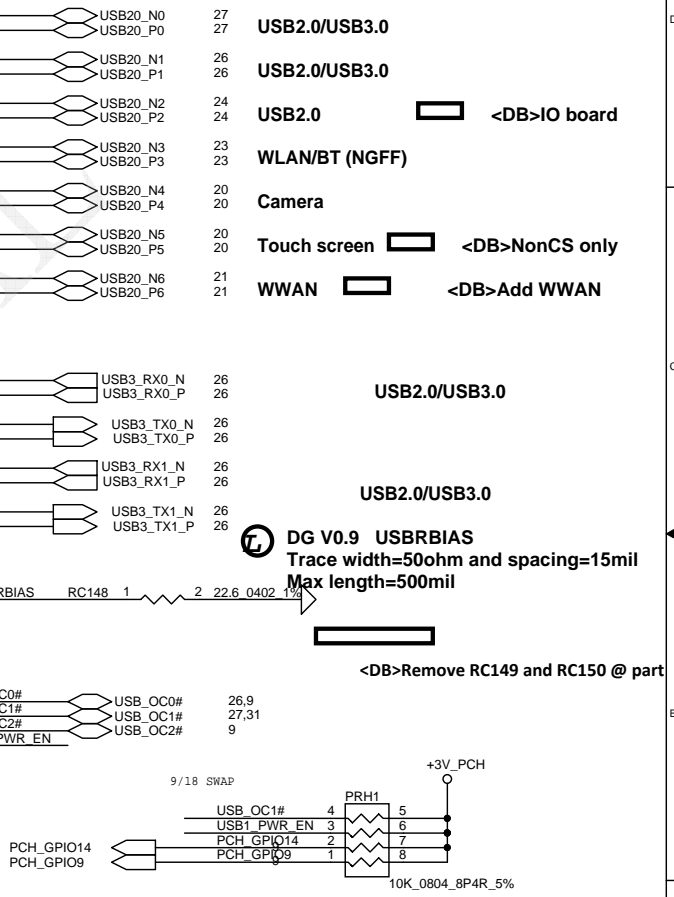 USB20_N0 27
USB20_P0 27 USB2.0/USB3.0
USB20_N1 26
USB20_P1 26 USB2.0/USB3.0
USB20_N2 24
USB20_P2 24 USB2.0 <DB>IO board
USB20_N3 23
USB20_P3 23 WLAN/BT (NGFF)
USB20_N4 20
USB20_P4 20 Camera
USB20_N5 20
USB20_P5 20 Touch screen <DB>NonCS only
USB20_N6 21
USB20_P6 21 WWAN <DB>Add WWAN
USB3_RX0_N 26
USB3_RX0_P 26 USB2.0/USB3.0
USB3_TX0_N 26
USB3_TX0_P 26
USB3_RX1_N 26
USB3_RX1_P 26
USB2.0/USB3.0
USB3_TX1_N 26
USB3_TX1_P 26
DG V0.9 USBRBIAS
Trace width=50ohm and spacing=15mil
Max length=500mil
RBIAS RC148 1 2 22.6_0402_1%
<DB>Remove RC149 and RC150 @ part
C0# USB_OC0# 26,9
C1# USB_OC1# 27,31
C2# USB_OC2# 9
PWR_EN
+3V_PCH
9/18 SWAP
PRH1
USB_OC1# 4 5
USB1_PWR_EN 3 6
PCH_GPIO14 PCH_GPIO14 2 7
9
PCH_GPIO9 PCH_GPIO9 1 8
9
10K_0804_8P4R_5%